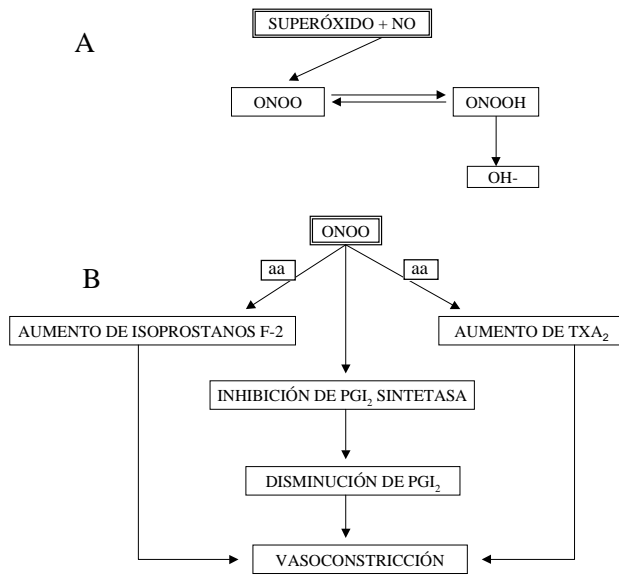 A
SUPERÓXIDO + NO
ONOO
ONOOH
OH-
B
ONOO
aa
aa
AUMENTO DE ISOPROSTANOS F-2
AUMENTO DE TXA₂
INHIBICIÓN DE PGI₂ SINTETASA
DISMINUCIÓN DE PGI₂
VASOCONSTRICCIÓN